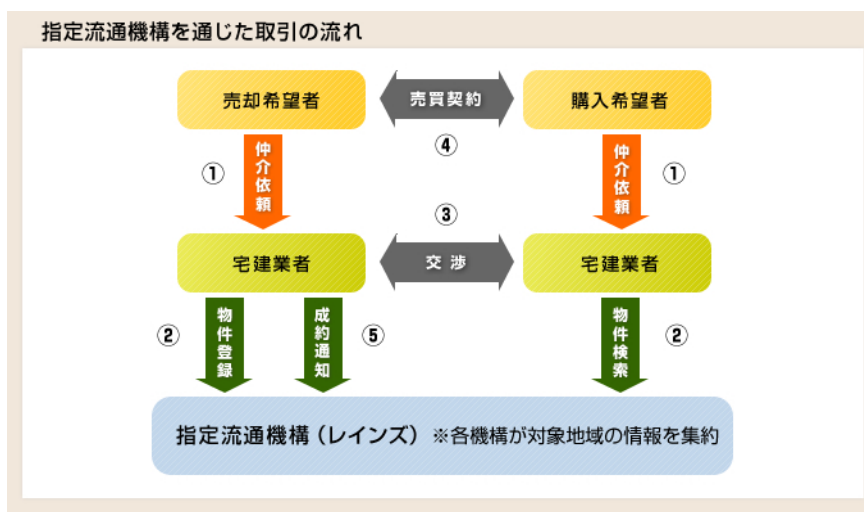 指定流通機構を通じた取引の流れ
売却希望者
売買契約
購入希望者
④
①
仲介依頼
仲介依頼
①
③
宅建業者
交渉
宅建業者
②
物件登録
成約通知
⑤
物件検索
②
指定流通機構（レインズ） ※各機構が対象地域の情報を集約